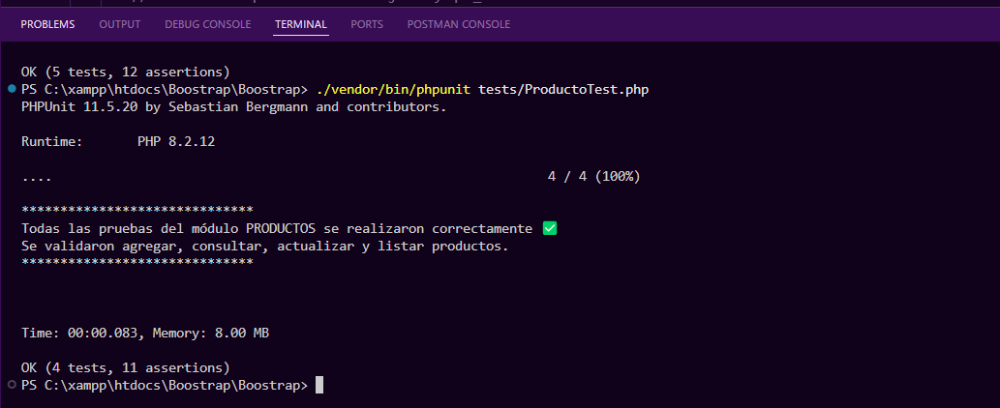 PROBLEMS OUTPUT DEBUG CONSOLE TERMINAL PORTS POSTMAN CONSOLE
OK (5 tests, 12 assertions)
PS C:\xampp\htdocs\Boostrap\Boostrap> ./vendor/bin/phpunit tests/ProductoTest.php
PHPUnit 11.5.20 by Sebastian Bergmann and contributors.
Runtime: PHP 8.2.12
.... 4 / 4 (100%)
******************************
Todas las pruebas del módulo PRODUCTOS se realizaron correctamente ✅
Se validaron agregar, consultar, actualizar y listar productos.
******************************
Time: 00:00.083, Memory: 8.00 MB
OK (4 tests, 11 assertions)
PS C:\xampp\htdocs\Boostrap\Boostrap>